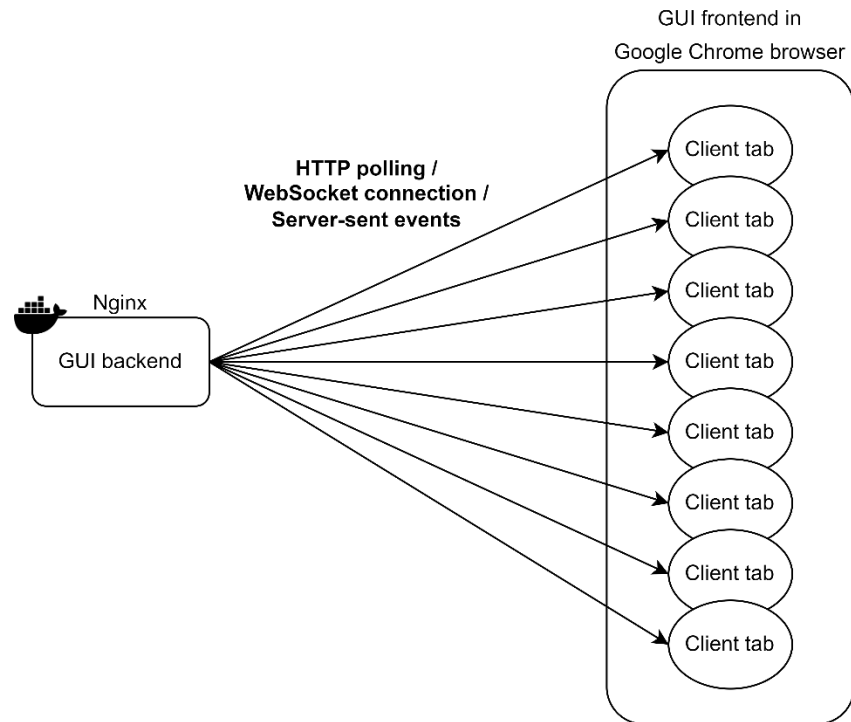 GUI frontend in
Google Chrome browser
Client tab
HTTP polling /
WebSocket connection /
Server-sent events
Client tab
Client tab
Nginx
GUI backend
Client tab
Client tab
Client tab
Client tab
Client tab